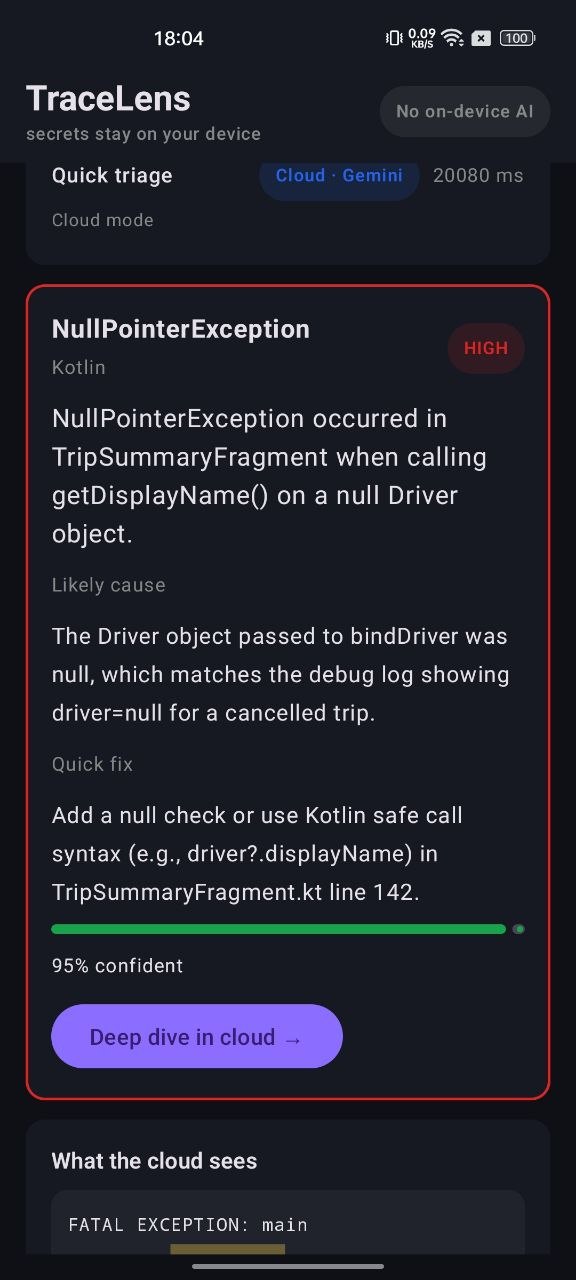 18:04
0.09
KB/S
100
TraceLens
secrets stay on your device
No on-device AI
Quick triage
Cloud · Gemini
20080 ms
Cloud mode
NullPointerException
Kotlin
HIGH
NullPointerException occurred in
TripSummaryFragment when calling
getDisplayName() on a null Driver
object.
Likely cause
The Driver object passed to bindDriver was
null, which matches the debug log showing
driver=null for a cancelled trip.
Quick fix
Add a null check or use Kotlin safe call
syntax (e.g., driver?.displayName) in
TripSummaryFragment.kt line 142.
95% confident
Deep dive in cloud →
What the cloud sees
FATAL EXCEPTION: main